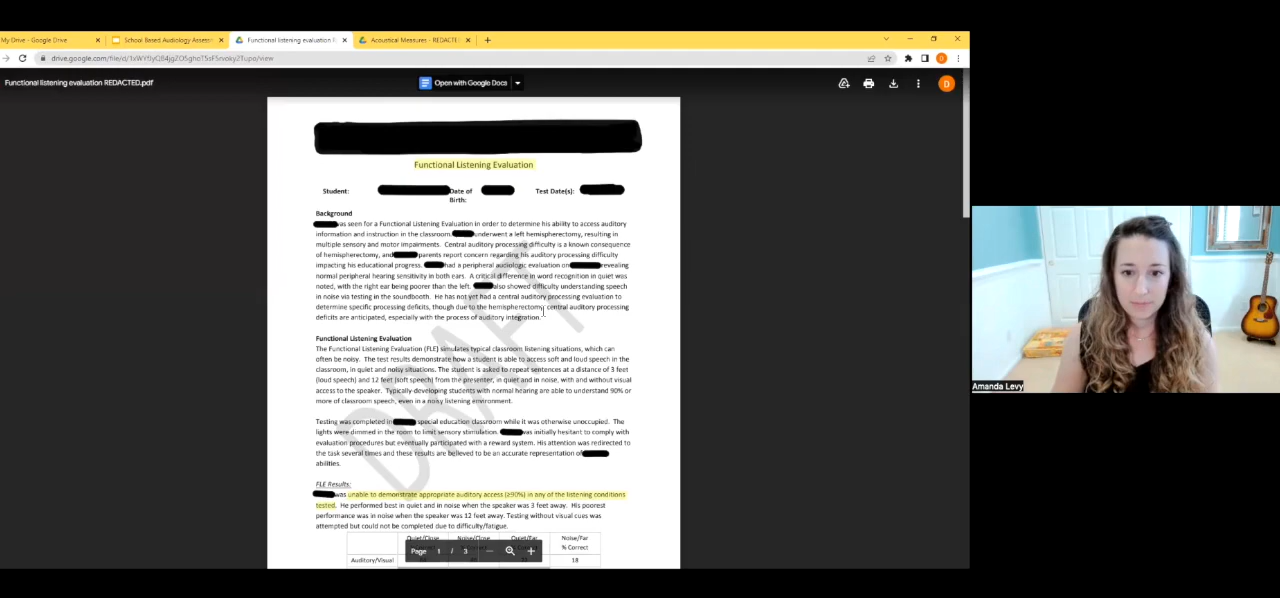 My Drive - Google Drive
School Based Audiology Assessm
Functional listening evaluation R
Acoustical Measures - REDACTED
Functional listening evaluation REDACTED.pdf
Open with Google Docs
D
Functional Listening Evaluation
Student: Date of Birth: Test Date(s):
Background
was seen for a Functional Listening Evaluation in order to determine his ability to access auditory
information and instruction in the classroom. underwent a left hemispherectomy, resulting in
multiple sensory and motor impairments. Central auditory processing difficulty is a known consequence
of hemispherectomy, and parents report concern regarding his auditory processing difficulty
impacting his educational progress. had a peripheral audiologic evaluation on revealing
normal peripheral hearing sensitivity in both ears. A critical difference in word recognition in quiet was
noted, with the right ear being poorer than the left. also showed difficulty understanding speech
in noise via testing in the soundbooth. He has not yet had a central auditory processing evaluation to
determine specific processing deficits, though due to the hemispherectomy central auditory processing
deficits are anticipated, especially with the process of auditory integration.
Functional Listening Evaluation
The Functional Listening Evaluation (FLE) simulates typical classroom listening situations, which can
often be noisy. The test results demonstrate how a student is able to access soft and loud speech in the
classroom, in quiet and noisy situations. The student is asked to repeat sentences at a distance of 3 feet
(loud speech) and 12 feet (soft speech) from the presenter, in quiet and in noise, with and without visual
access to the speaker. Typically-developing students with normal hearing are able to understand 90% or
more of classroom speech, even in a noisy listening environment.
Testing was completed in special education classroom while it was otherwise unoccupied. The
lights were dimmed in the room to limit sensory stimulation. was initially hesitant to comply with
evaluation procedures but eventually participated with a reward system. His attention was redirected to
the task several times and these results are believed to be an accurate representation of
abilities.
FLE Results:
was unable to demonstrate appropriate auditory access (≥90%) in any of the listening conditions
tested. He performed best in quiet and in noise when the speaker was 3 feet away. His poorest
performance was in noise when the speaker was 12 feet away. Testing without visual cues was
attempted but could not be completed due to difficulty/fatigue.
Quiet/Close Noise/Close Quiet/Far Noise/Far
% Correct
Auditory/Visual 18
Page 1 / 3
DRAFT
Amanda Levy